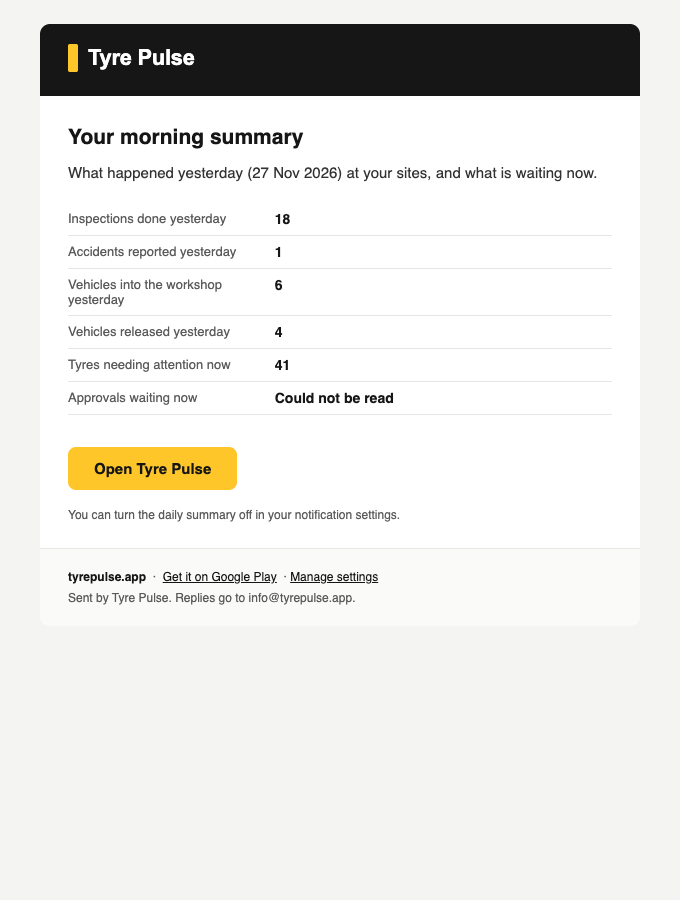 Tyre Pulse
Your morning summary
What happened yesterday (27 Nov 2026) at your sites, and what is waiting now.
Inspections done yesterday 18
Accidents reported yesterday 1
Vehicles into the workshop yesterday 6
Vehicles released yesterday 4
Tyres needing attention now 41
Approvals waiting now Could not be read
Open Tyre Pulse
You can turn the daily summary off in your notification settings.
tyrepulse.app · Get it on Google Play · Manage settings
Sent by Tyre Pulse. Replies go to info@tyrepulse.app.